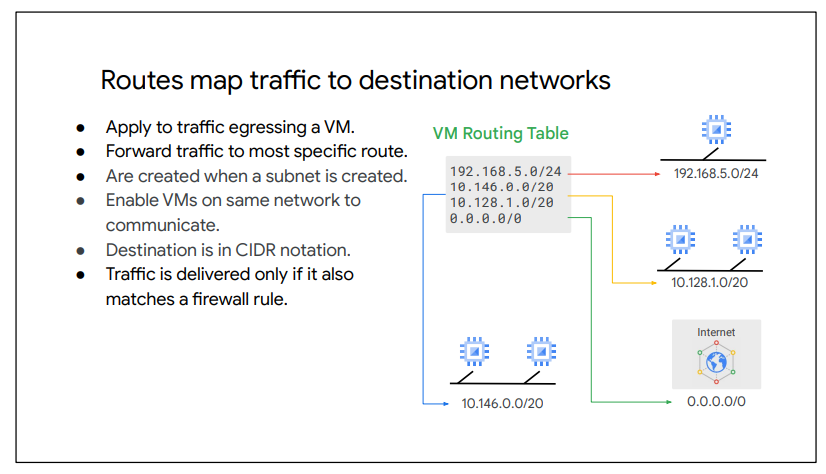 Routes map traffic to destination networks
● Apply to traffic egressing a VM.
● Forward traffic to most specific route.
● Are created when a subnet is created.
● Enable VMs on same network to
communicate.
● Destination is in CIDR notation.
● Traffic is delivered only if it also
matches a firewall rule.
VM Routing Table
192.168.5.0/24
10.146.0.0/20
10.128.1.0/20
0.0.0.0/0
192.168.5.0/24
10.128.1.0/20
Internet
0.0.0.0/0
10.146.0.0/20